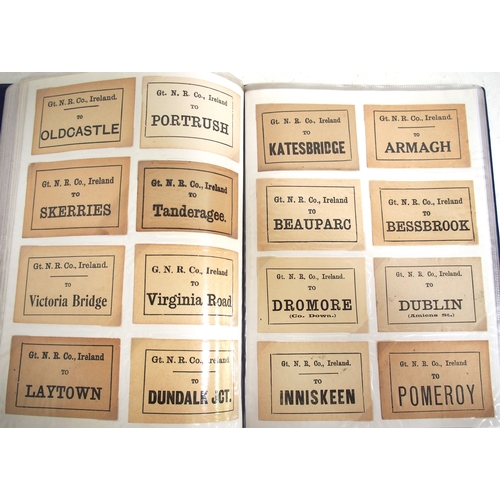 Gt. N. R. Co., Ireland.
TO
OLDCASTLE
Gt. N. R. Co., Ireland.
TO
PORTRUSH
Gt. N. R. Co., Ireland
TO
SKERRIES
Gt. N. R. Co., Ireland
TO
Tanderagee.
Gt. N. R. Co., Ireland.
TO
Victoria Bridge
G. N. R. Co., Ireland.
TO
Virginia Road
Gt. N. R. Co., Ireland
TO
LAYTOWN
Gt. N. R. Co., Ireland.
TO
DUNDALK JCT.
Gt. N. R. Co., Ireland.
TO
KATESBRIDGE
Gt. N. R. Co., Ireland.
TO
ARMAGH
Gt. N. R. Co., Ireland
TO
BEAUPARC
Gt. N. R. Co., Ireland.
TO
BESSBROOK
Gt. N. R. Co., Ireland.
TO
DROMORE
(Co. Down.)
Gt. N. R. Co., Ireland.
TO
DUBLIN
(Amiens St.,)
Gt. N. R. Co., Ireland.
TO
INNISKEEN
Gt. N. R. Co., Ireland.
TO
POMEROY